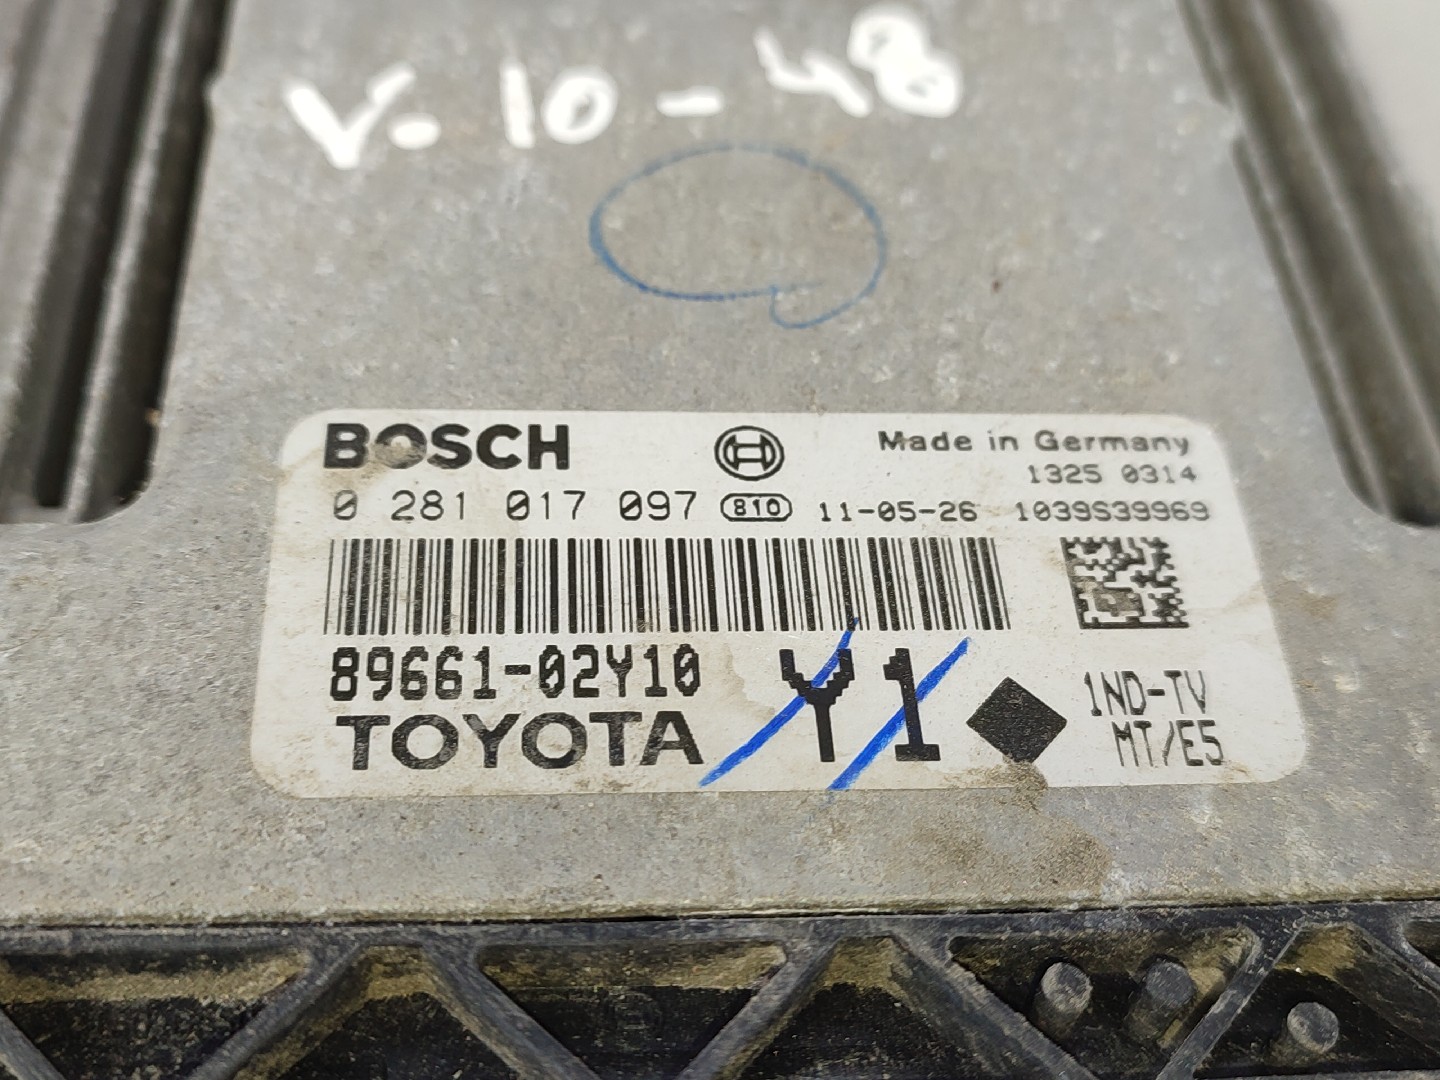 V. 10-48
BOSCH
Made in Germany
1325 0314
0 281 017 097 810 11-05-26 1039S39969
89661-02Y10
Y1
1ND-TV
TOYOTA
MT/E5